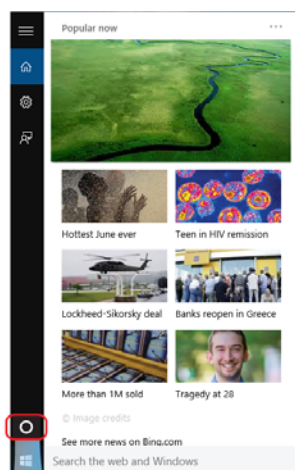 Popular now
Hottest June ever
Teen in HIV remission
Lockheed-Sikorsky deal
Banks reopen in Greece
More than 1M sold
Tragedy at 28
© Image credits
See more news on Bing.com
Search the web and Windows